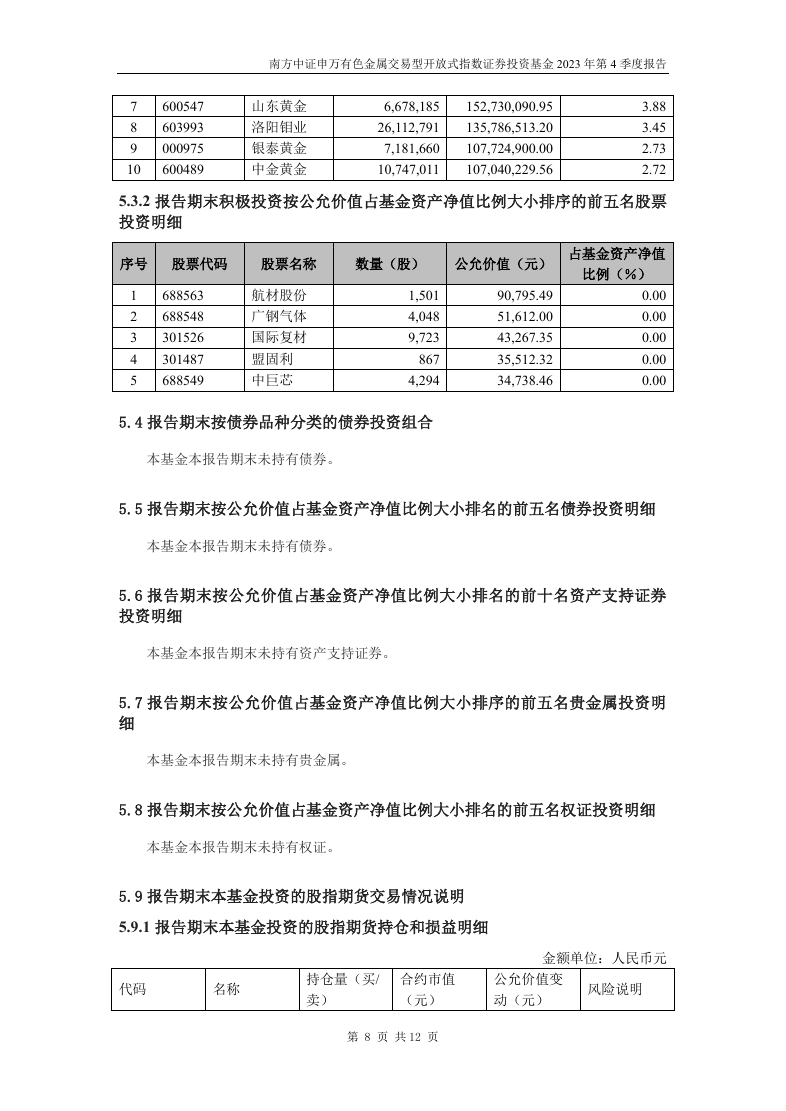 南方中证申万有色金属交易型开放式指数证券投资基金 2023 年第 4 季度报告
7 600547 山东黄金 6,678,185 152,730,090.95 3.88
8 603993 洛阳钼业 26,112,791 135,786,513.20 3.45
9 000975 银泰黄金 7,181,660 107,724,900.00 2.73
10 600489 中金黄金 10,747,011 107,040,229.56 2.72
5.3.2 报告期末积极投资按公允价值占基金资产净值比例大小排序的前五名股票
投资明细
序号 股票代码 股票名称 数量（股） 公允价值（元） 占基金资产净值
比例（%）
1 688563 航材股份 1,501 90,795.49 0.00
2 688548 广钢气体 4,048 51,612.00 0.00
3 301526 国际复材 9,723 43,267.35 0.00
4 301487 盟固利 867 35,512.32 0.00
5 688549 中巨芯 4,294 34,738.46 0.00
5.4 报告期末按债券品种分类的债券投资组合
本基金本报告期末未持有债券。
5.5 报告期末按公允价值占基金资产净值比例大小排名的前五名债券投资明细
本基金本报告期末未持有债券。
5.6 报告期末按公允价值占基金资产净值比例大小排名的前十名资产支持证券
投资明细
本基金本报告期末未持有资产支持证券。
5.7 报告期末按公允价值占基金资产净值比例大小排序的前五名贵金属投资明
细
本基金本报告期末未持有贵金属。
5.8 报告期末按公允价值占基金资产净值比例大小排名的前五名权证投资明细
本基金本报告期末未持有权证。
5.9 报告期末本基金投资的股指期货交易情况说明
5.9.1 报告期末本基金投资的股指期货持仓和损益明细
金额单位：人民币元
代码 名称 持仓量（买/ 合约市值 公允价值变 风险说明
卖） （元） 动（元）
第 8 页 共 12 页